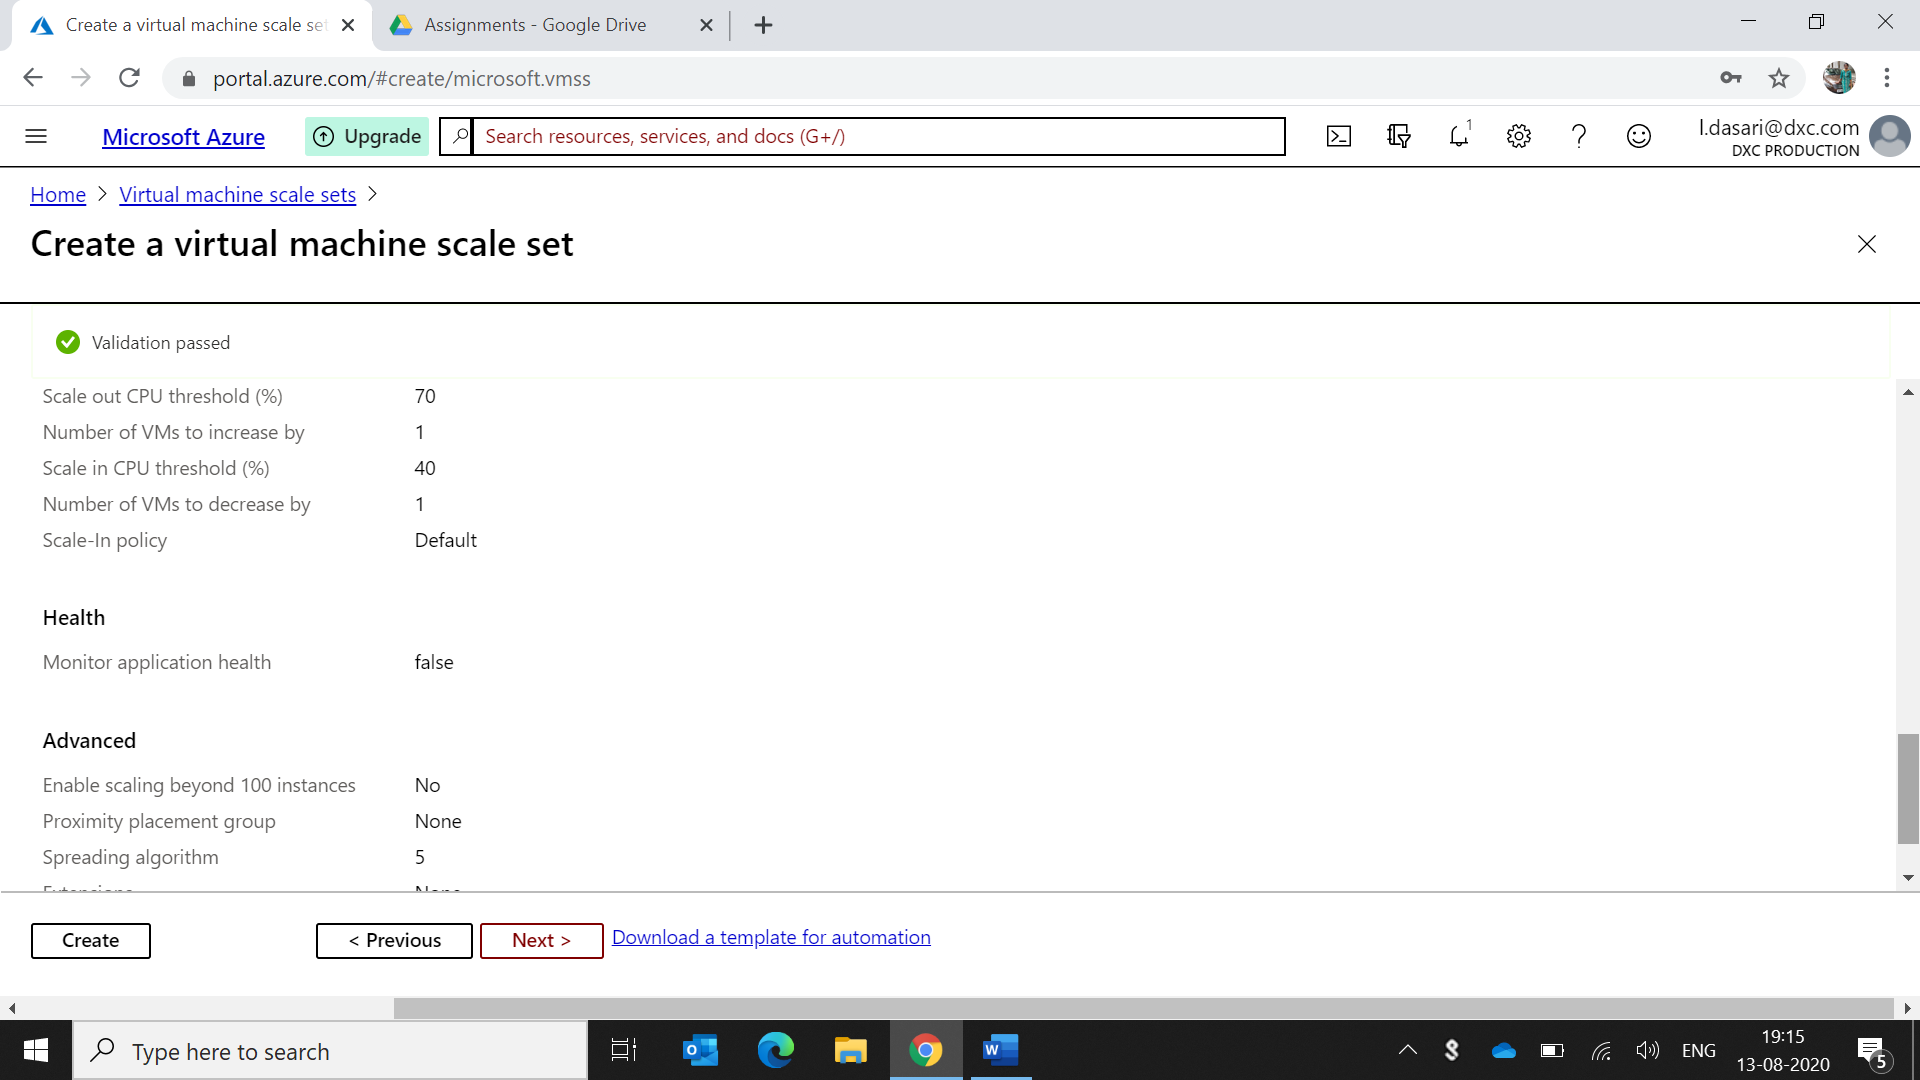 Create a virtual machine scale set
Assignments - Google Drive
portal.azure.com/#create/microsoft.vmss
Microsoft Azure
Upgrade
Search resources, services, and docs (G+/)
1
l.dasari@dxc.com
DXC PRODUCTION
Home > Virtual machine scale sets >
Create a virtual machine scale set
Validation passed
Scale out CPU threshold (%) 70
Number of VMs to increase by 1
Scale in CPU threshold (%) 40
Number of VMs to decrease by 1
Scale-In policy Default
Health
Monitor application health false
Advanced
Enable scaling beyond 100 instances No
Proximity placement group None
Spreading algorithm 5
Extensions None
Create
< Previous
Next >
Download a template for automation
Type here to search
ENG
19:15
13-08-2020
5